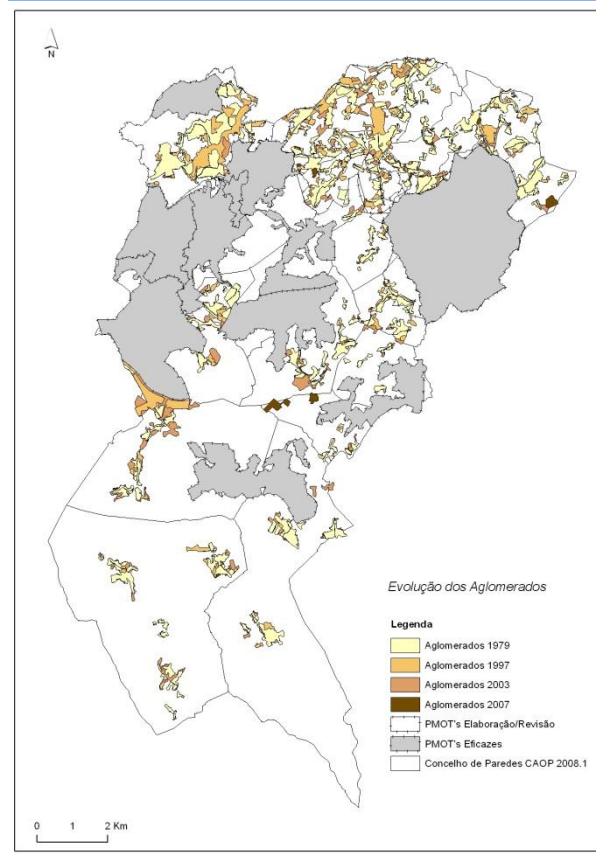 N
Evolução dos Aglomerados
Legenda
Aglomerados 1979
Aglomerados 1997
Aglomerados 2003
Aglomerados 2007
PMOT's Elaboração/Revisão
PMOT's Eficazes
Concelho de Paredes CAOP 2008.1
0 1 2 Km